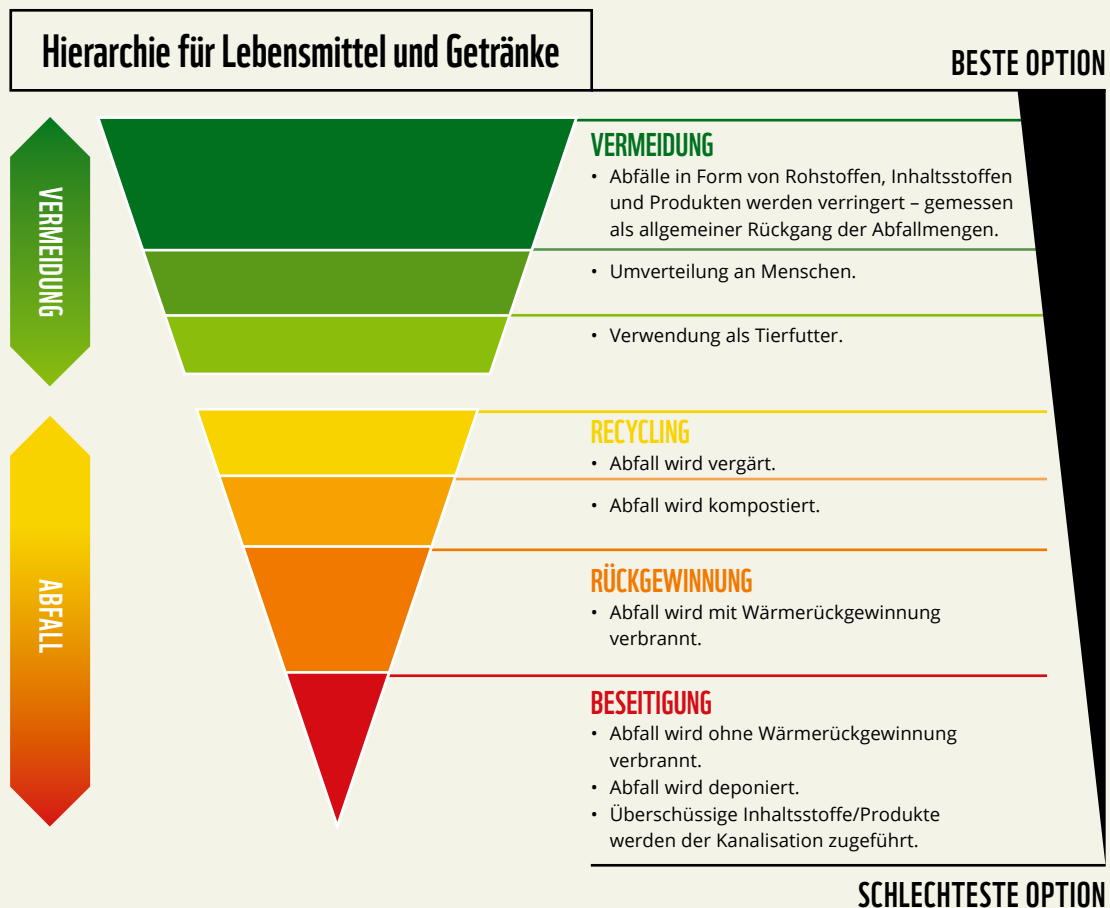 Hierarchie für Lebensmittel und Getränke
BESTE OPTION
VERMEIDUNG
VERMEIDUNG
• Abfälle in Form von Rohstoffen, Inhaltsstoffen
und Produkten werden verringert – gemessen
als allgemeiner Rückgang der Abfallmengen.
• Umverteilung an Menschen.
• Verwendung als Tierfutter.
ABFALL
RECYCLING
• Abfall wird vergärt.
• Abfall wird kompostiert.
RÜCKGEWINNUNG
• Abfall wird mit Wärmerückgewinnung
verbrannt.
BESEITIGUNG
• Abfall wird ohne Wärmerückgewinnung
verbrannt.
• Abfall wird deponiert.
• Überschüssige Inhaltsstoffe/Produkte
werden der Kanalisation zugeführt.
SCHLECHTESTE OPTION